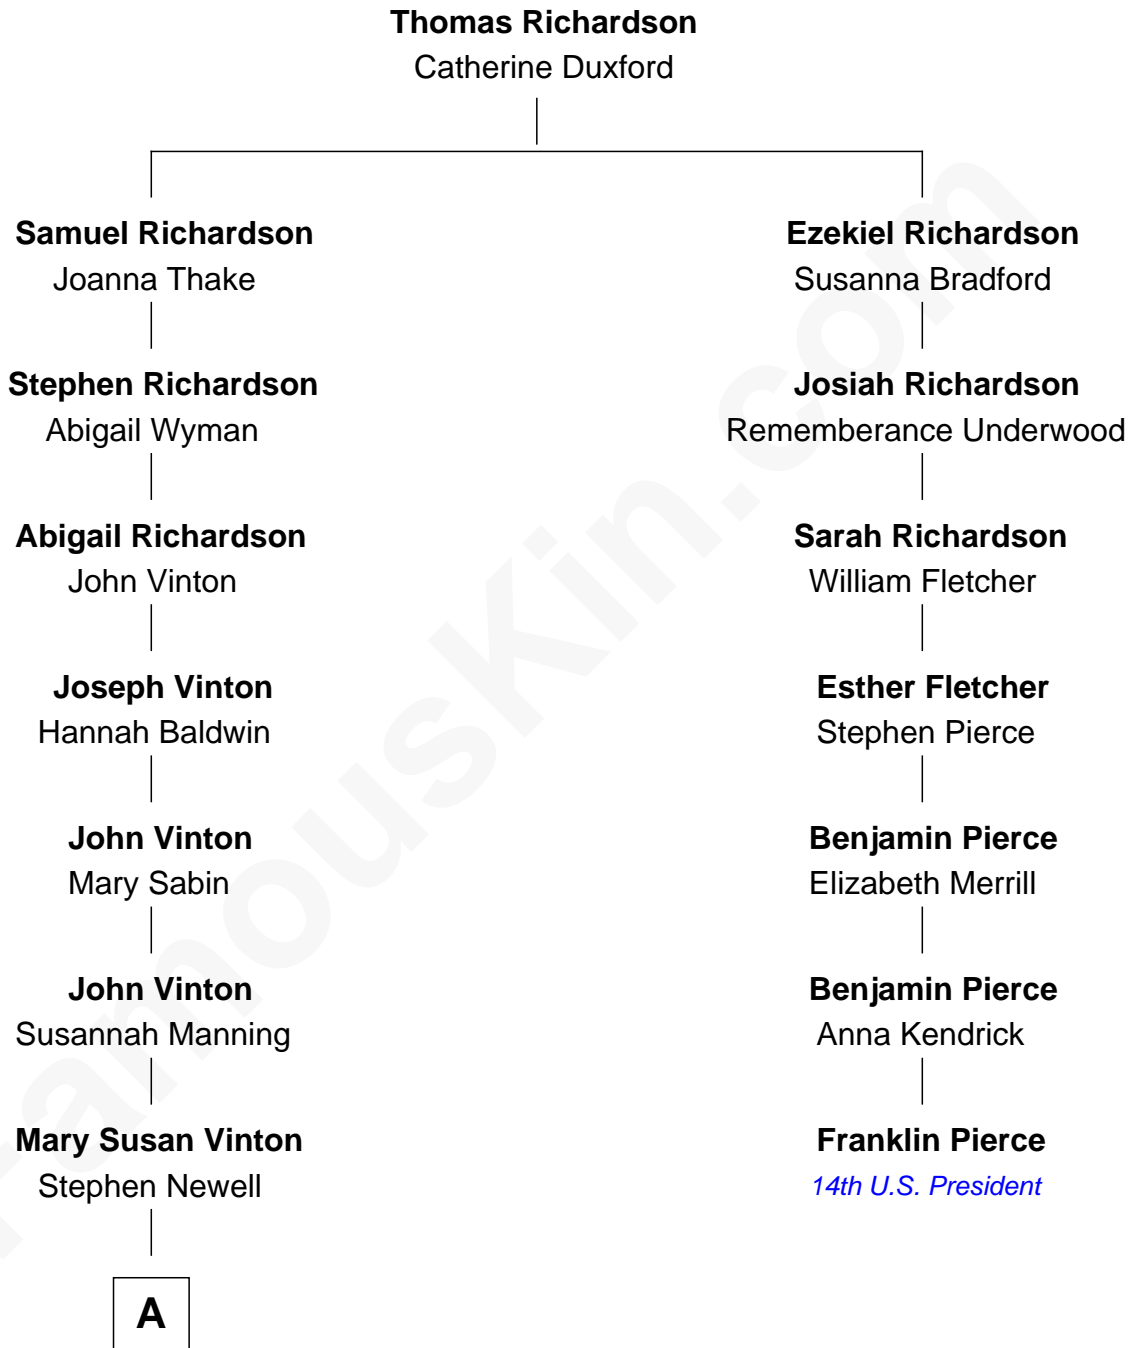 Thomas Richardson
Catherine Duxford
Samuel Richardson
Joanna Thake
Ezekiel Richardson
Susanna Bradford
Stephen Richardson
Abigail Wyman
Josiah Richardson
Rememberance Underwood
Abigail Richardson
John Vinton
Sarah Richardson
William Fletcher
Joseph Vinton
Hannah Baldwin
Esther Fletcher
Stephen Pierce
John Vinton
Mary Sabin
Benjamin Pierce
Elizabeth Merrill
John Vinton
Susannah Manning
Benjamin Pierce
Anna Kendrick
Mary Susan Vinton
Stephen Newell
Franklin Pierce
14th U.S. President
A
FamousKin.com